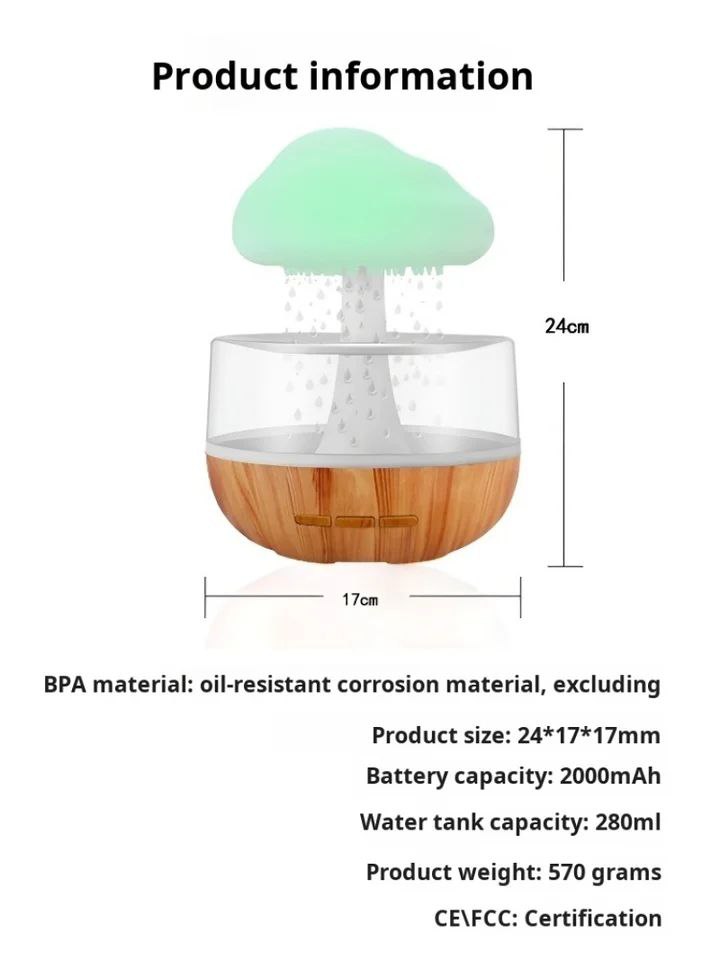 Product information
24cm
17cm
BPA material: oil-resistant corrosion material, excluding
Product size: 24*17*17mm
Battery capacity: 2000mAh
Water tank capacity: 280ml
Product weight: 570 grams
CE\FCC: Certification